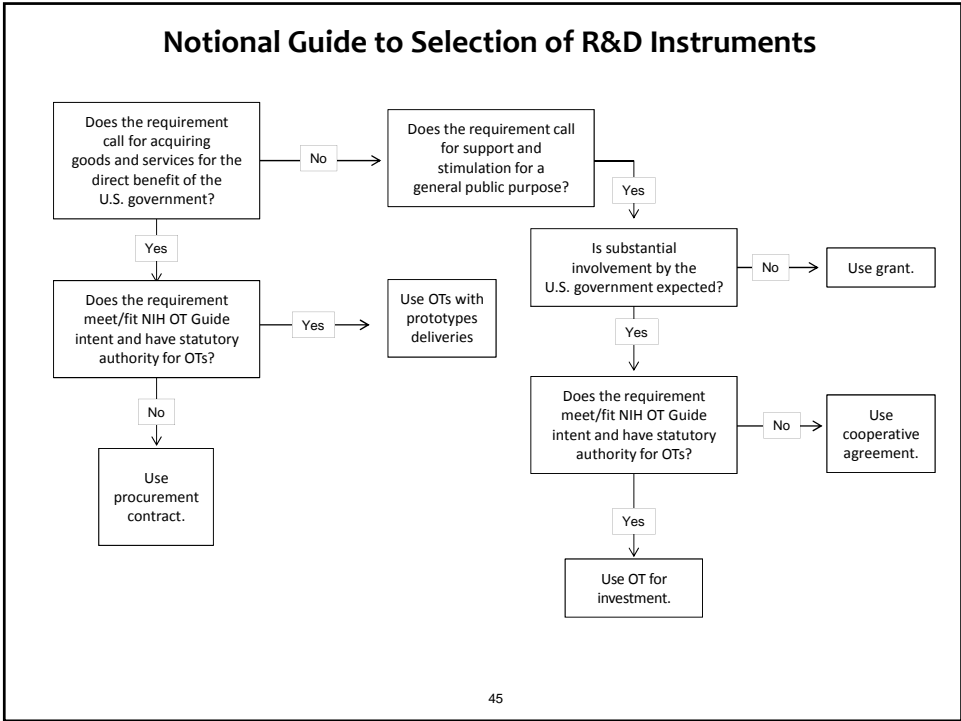 Notional Guide to Selection of R&D Instruments
Does the requirement
call for acquiring
goods and services for the
direct benefit of the
U.S. government?
No
Does the requirement call
for support and
stimulation for a
general public purpose?
Yes
Yes
Is substantial
involvement by the
U.S. government expected?
No
Use grant.
Does the requirement
meet/fit NIH OT Guide
intent and have statutory
authority for OTs?
Yes
Use OTs with
prototypes
deliveries
Yes
No
Does the requirement
meet/fit NIH OT Guide
intent and have statutory
authority for OTs?
No
Use
cooperative
agreement.
Use
procurement
contract.
Yes
Use OT for
investment.
45